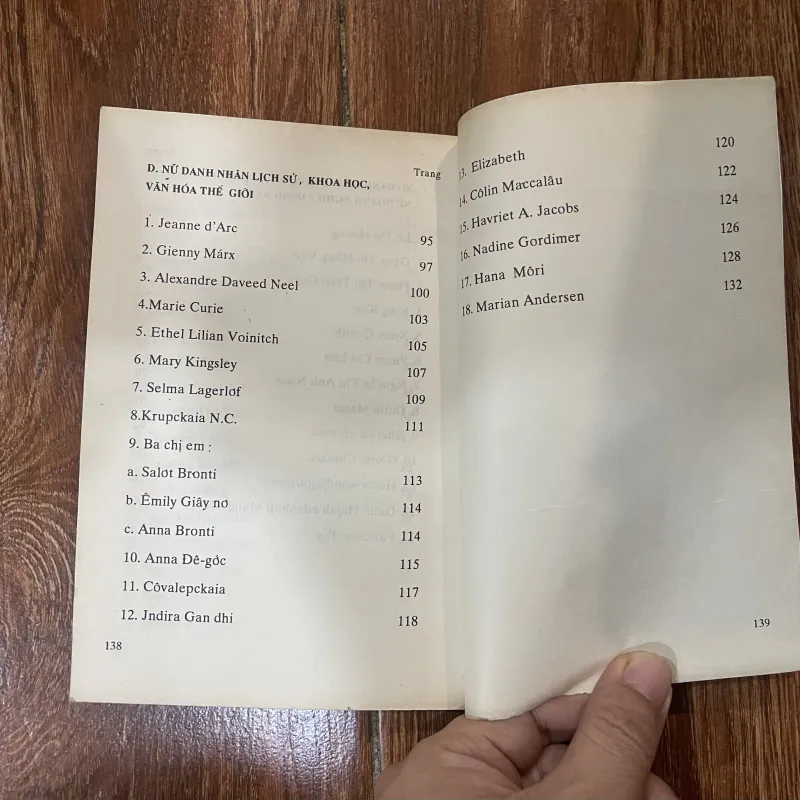 D. NỮ DANH NHÂN LỊCH SỬ, KHOA HỌC, Trang
VĂN HÓA THẾ GIỚI
1. Jeanne d'Arc 95
2. Gienny Márx 97
3. Alexandre Daveed Neel 100
4.Marie Curie 103
5. Ethel Lilian Voinitch 105
6. Mary Kingsley 107
7. Selma Lagerlof 109
8.Krupckaia N.C. 111
9. Ba chị em :
a. Salot Bronti 113
b. Êmily Giây nơ 114
c. Anna Bronti 114
10. Anna Đê-gốc 115
11. Côvalepckaia 117
12. Jndira Gan dhi 118
138
13. Elizabeth 120
14. Côlin Maccalâu 122
15. Havriet A. Jacobs 124
16. Nadine Gordimer 126
17. Hana Môri 128
18. Marian Andersen 132
139